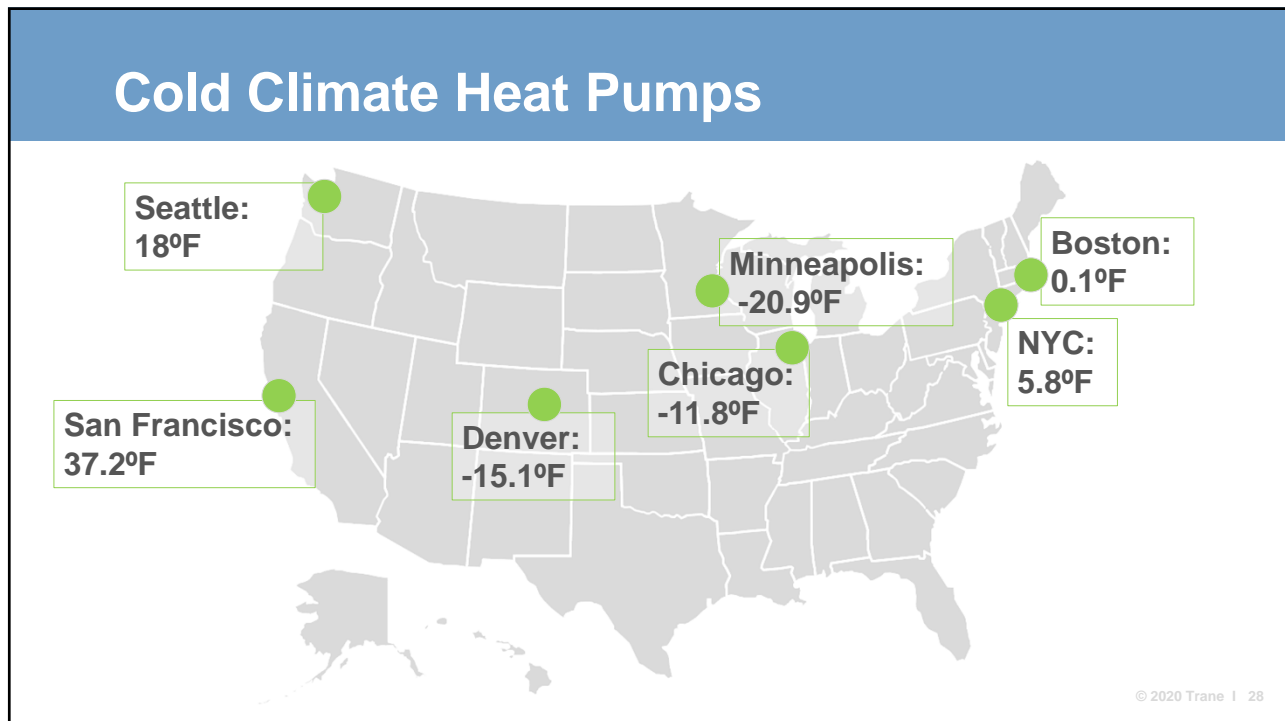 Cold Climate Heat Pumps
Seattle:
18ºF
Minneapolis:
-20.9ºF
Boston:
0.1ºF
NYC:
5.8ºF
Chicago:
-11.8ºF
San Francisco:
37.2ºF
Denver:
-15.1ºF
© 2020 Trane I 28